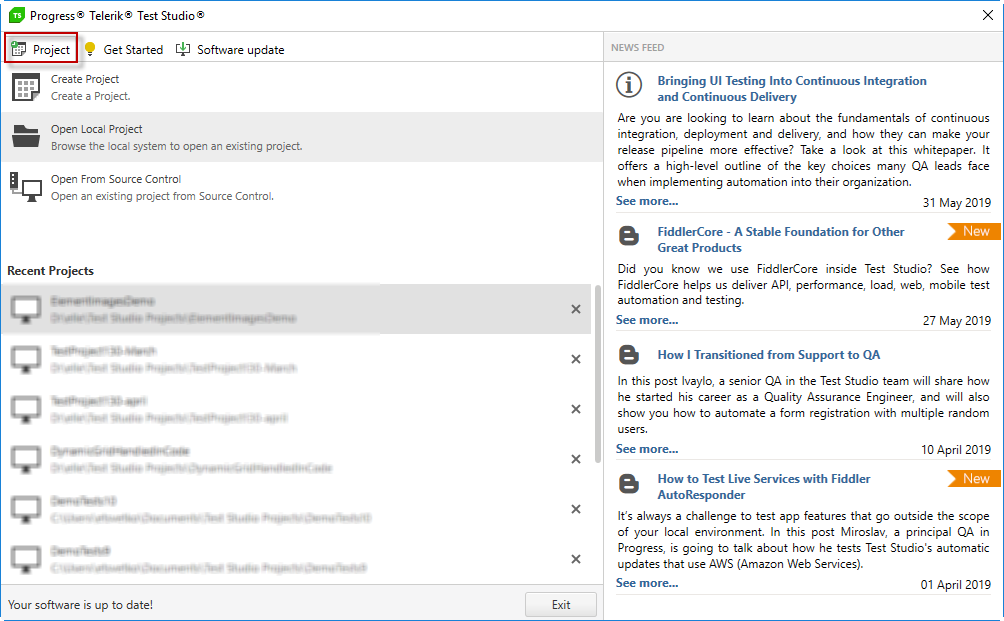 TS Progress® Telerik® Test Studio®
Project
Get Started
Software update
Create Project
Create a Project.
Open Local Project
Browse the local system to open an existing project.
Open From Source Control
Open an existing project from Source Control.
Recent Projects
ElementImagesDemo
TestProject130-March
TestProject130-april
DynamicGridHandledInCode
DemoTests10
DemoTests9
Your software is up to date!
Exit
NEWS FEED
Bringing UI Testing Into Continuous Integration
and Continuous Delivery
Are you are looking to learn about the fundamentals of continuous
integration, deployment and delivery, and how they can make your
release pipeline more effective? Take a look at this whitepaper. It
offers a high-level outline of the key choices many QA leads face
when implementing automation into their organization.
See more...
31 May 2019
FiddlerCore - A Stable Foundation for Other
Great Products
New
Did you know we use FiddlerCore inside Test Studio? See how
FiddlerCore helps us deliver API, performance, load, web, mobile test
automation and testing.
See more...
27 May 2019
How I Transitioned from Support to QA
In this post Ivaylo, a senior QA in the Test Studio team will share how
he started his career as a Quality Assurance Engineer, and will also
show you how to automate a form registration with multiple random
users.
See more...
10 April 2019
How to Test Live Services with Fiddler
AutoResponder
New
It's always a challenge to test app features that go outside the scope
of your local environment. In this post Miroslav, a principal QA in
Progress, is going to talk about how he tests Test Studio's automatic
updates that use AWS (Amazon Web Services).
See more...
01 April 2019